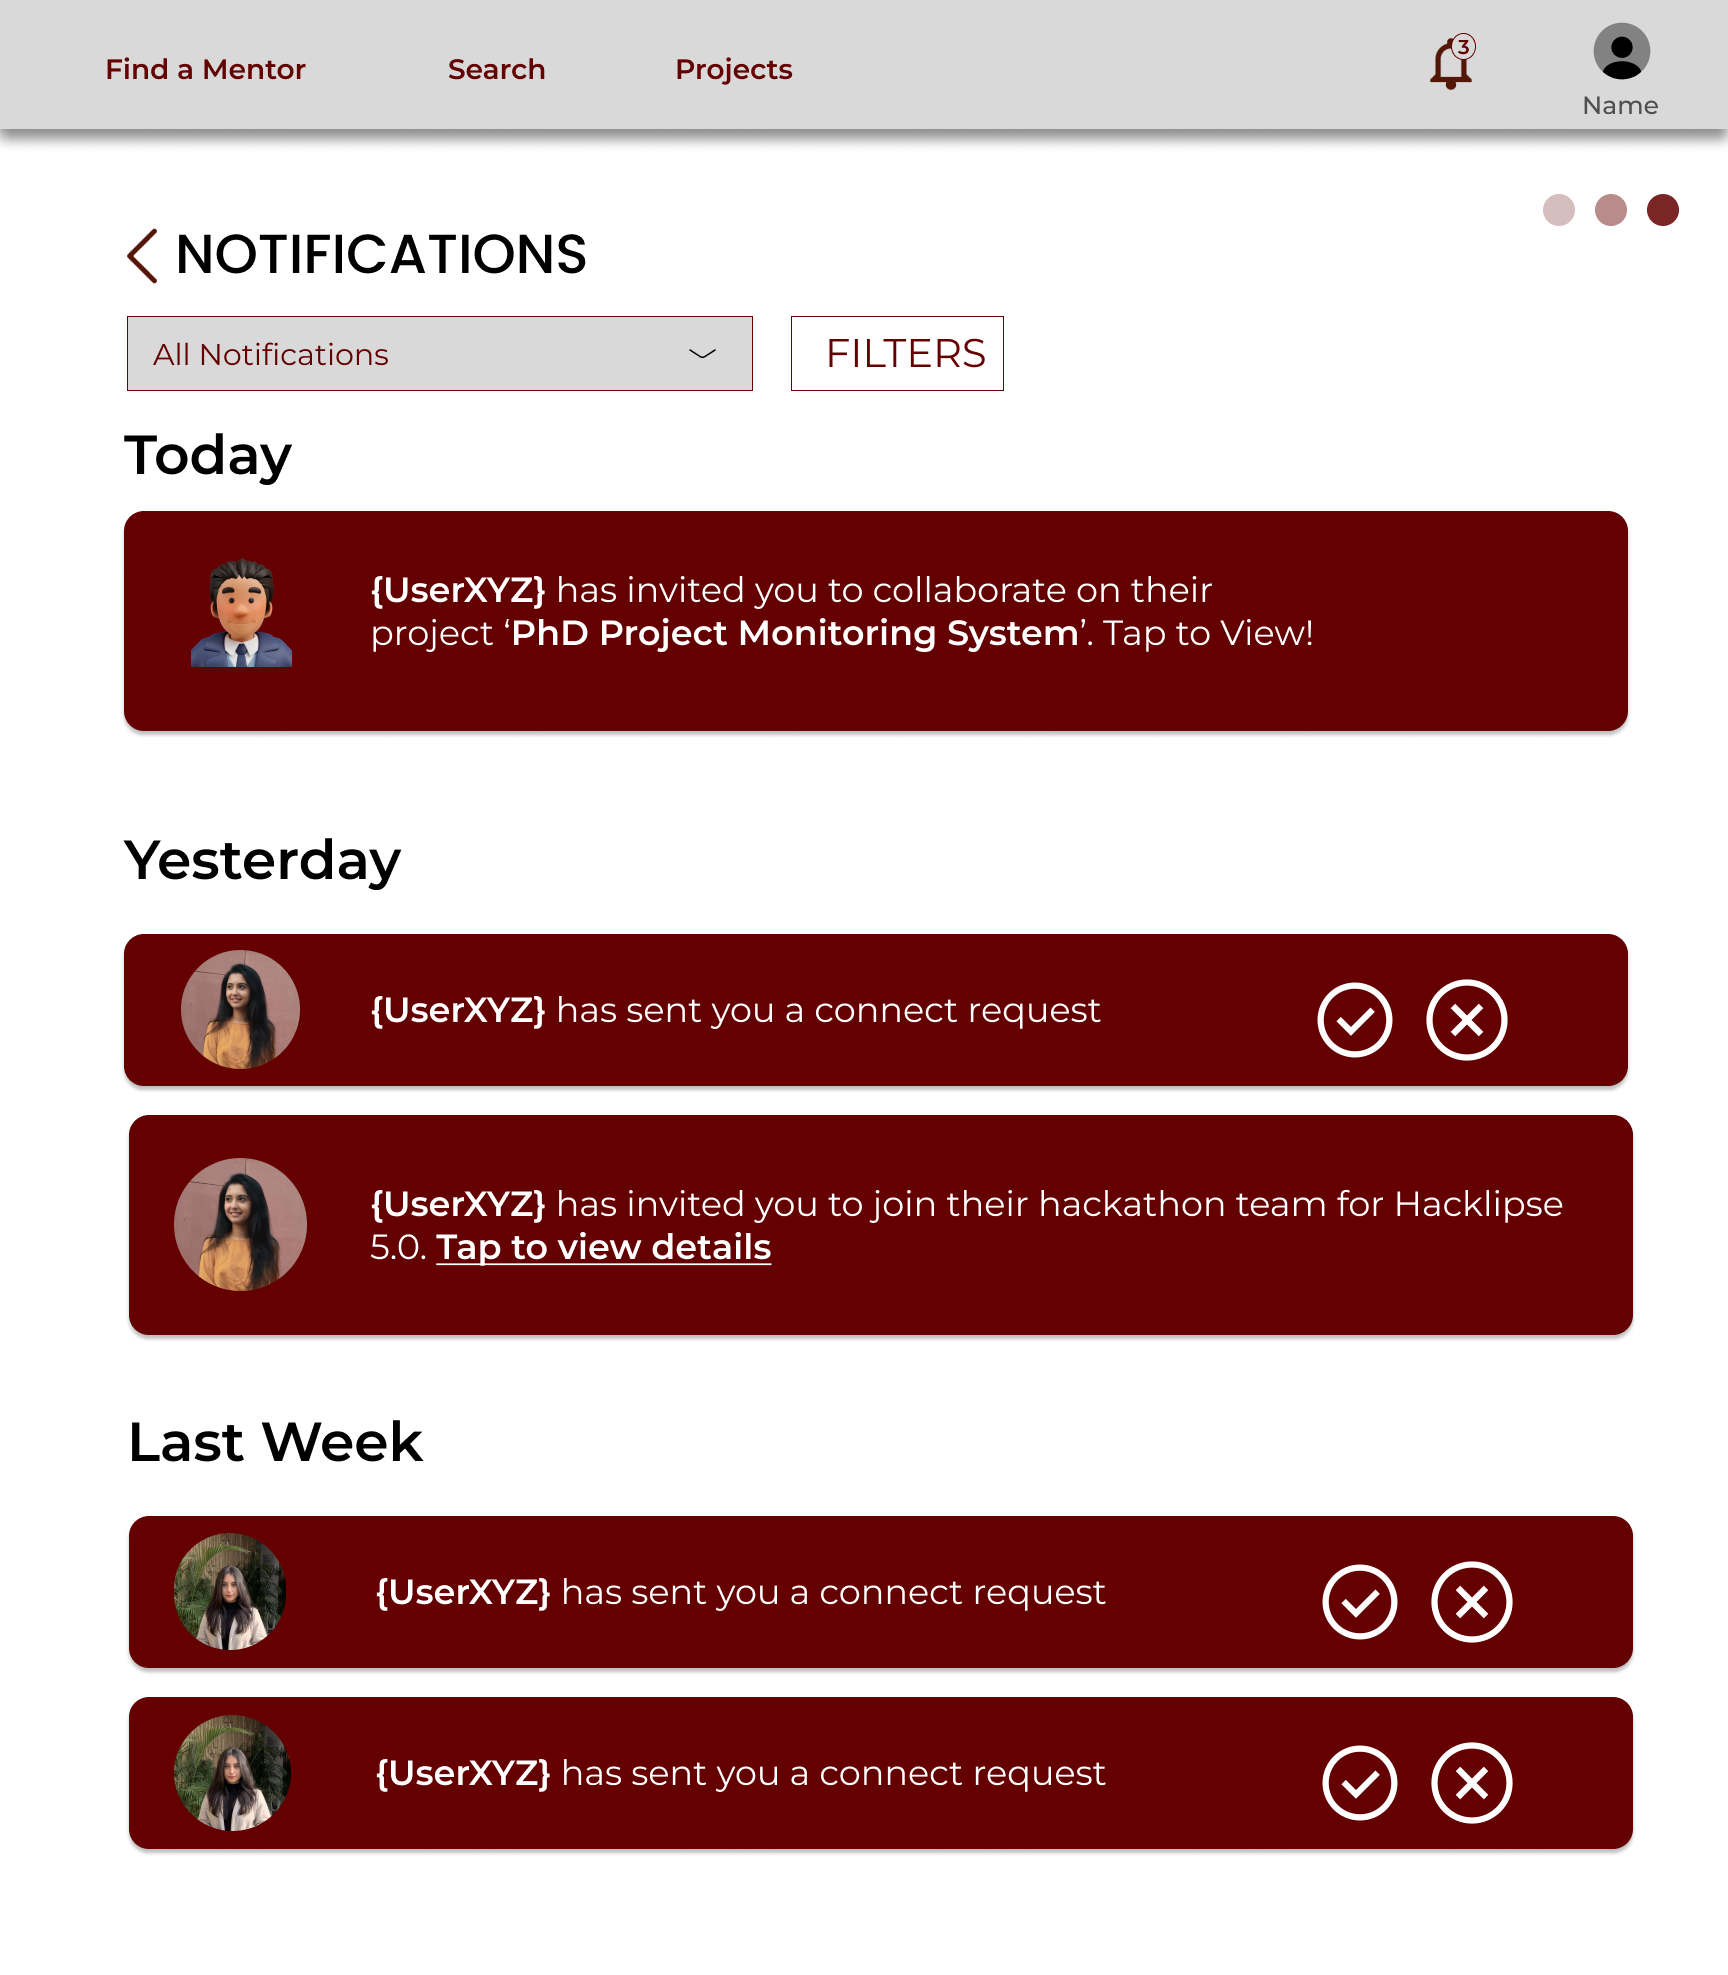 Find a Mentor
Search
Projects
3
Name
NOTIFICATIONS
All Notifications
FILTERS
Today
{UserXYZ} has invited you to collaborate on their
project ‘PhD Project Monitoring System’. Tap to View!
Yesterday
{UserXYZ} has sent you a connect request
{UserXYZ} has invited you to join their hackathon team for Hacklipse
5.0. Tap to view details
Last Week
{UserXYZ} has sent you a connect request
{UserXYZ} has sent you a connect request